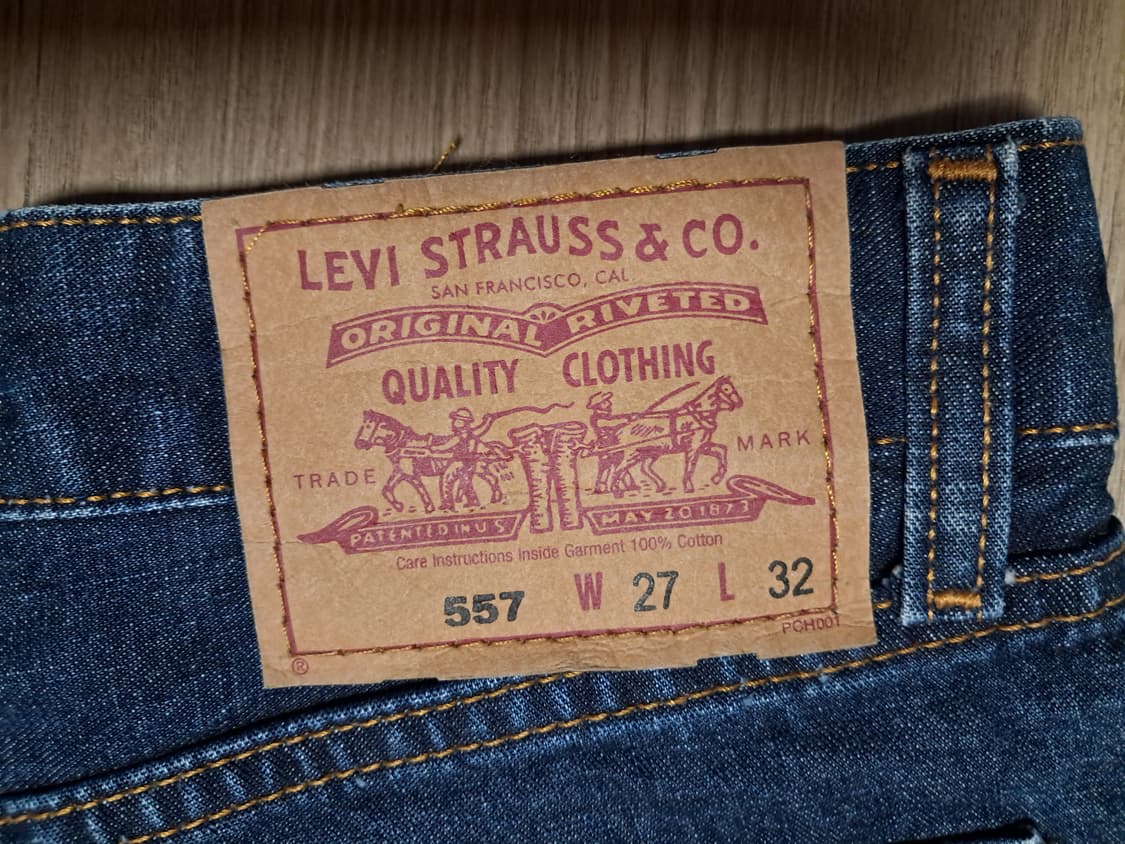 LEVI STRAUSS & CO.
SAN FRANCISCO, CAL.
ORIGINAL RIVETED
QUALITY CLOTHING
TRADE MARK
PATENTED IN U S MAY 20 1873
Care Instructions Inside Garment 100% Cotton
557 W 27 L 32
PCH001
®